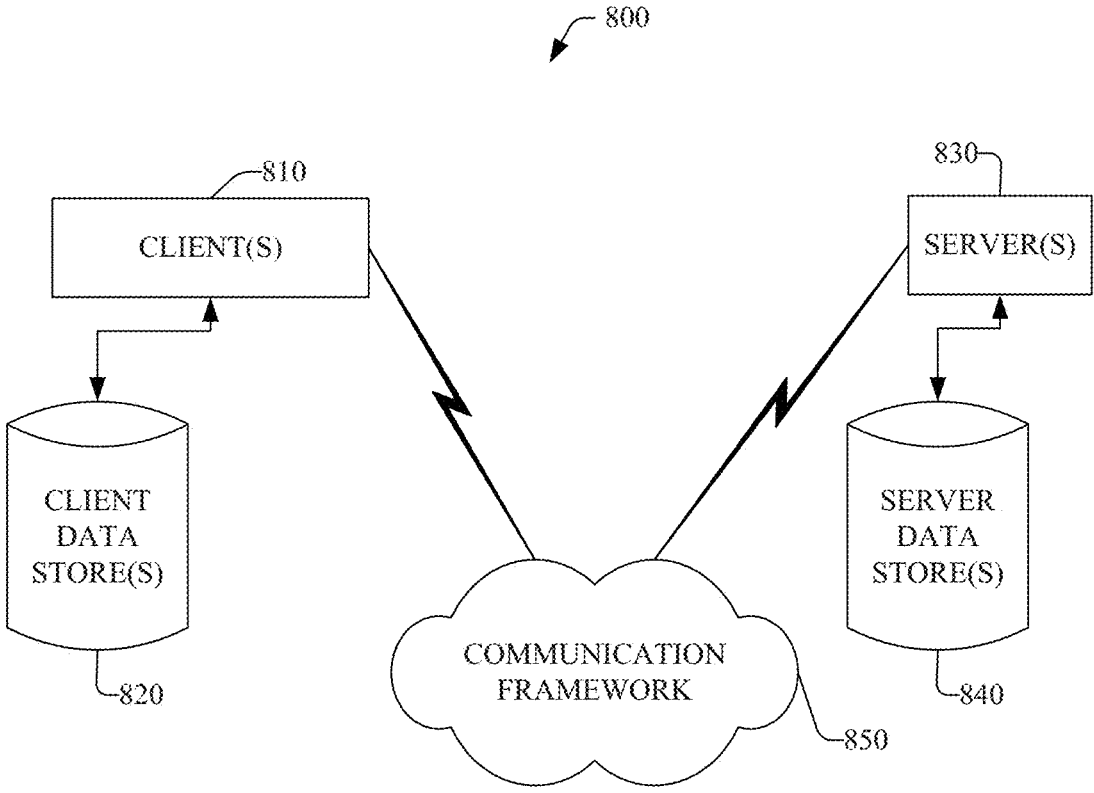 800
810
830
CLIENT(S)
SERVER(S)
CLIENT
DATA
STORE(S)
SERVER
DATA
STORE(S)
COMMUNICATION
FRAMEWORK
820
840
850